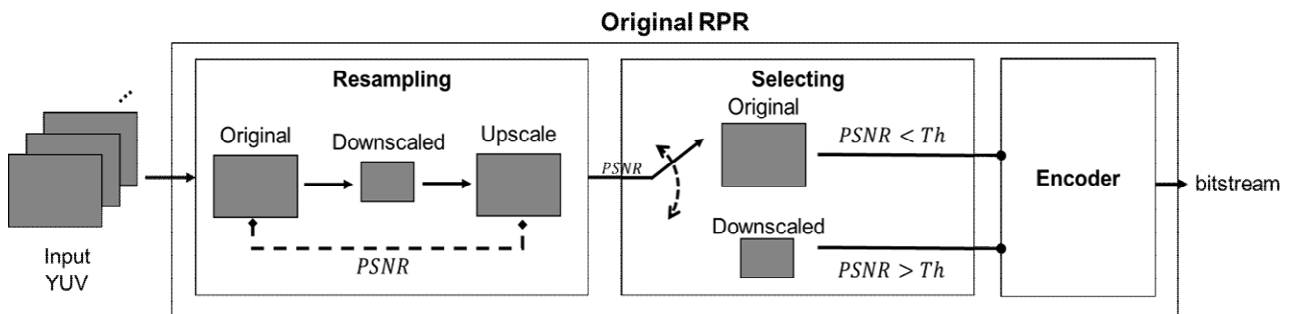 Original RPR
Resampling
Selecting
...
Original
Downscaled
Upscale
PSNR
Original
PSNR < Th
Downscaled
PSNR > Th
PSNR
Encoder
bitstream
Input
YUV